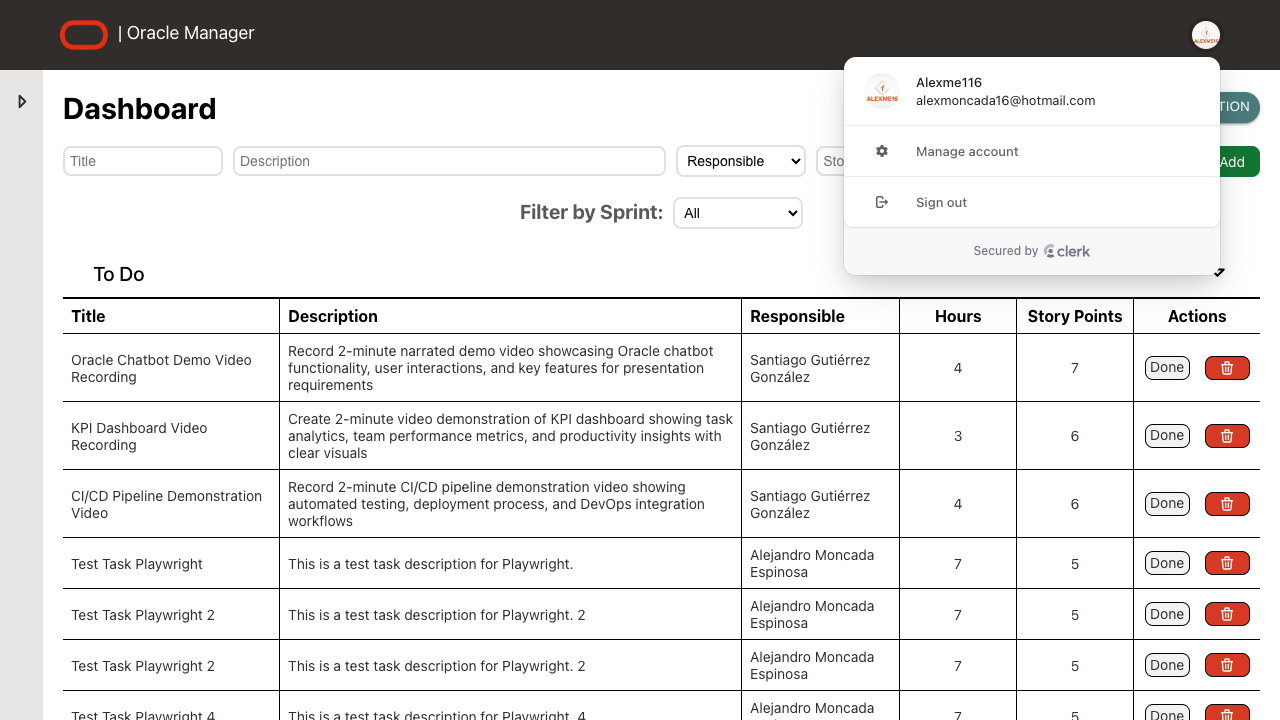 | Oracle Manager
ALEXME16
Alexme116
ALEXME16
alexmoncada16@hotmail.com
Dashboard
TION
Manage account
Title
Description
Responsible
Sto
Add
Sign out
Filter by Sprint:
All
Secured by clerk
To Do
Title Description Responsible Hours Story Points Actions
Oracle Chatbot Demo Video
Recording
Record 2-minute narrated demo video showcasing Oracle chatbot
functionality, user interactions, and key features for presentation
requirements
Santiago Gutiérrez
González
4
7
Done
KPI Dashboard Video
Recording
Create 2-minute video demonstration of KPI dashboard showing task
analytics, team performance metrics, and productivity insights with
clear visuals
Santiago Gutiérrez
González
3
6
Done
CI/CD Pipeline Demonstration
Video
Record 2-minute CI/CD pipeline demonstration video showing
automated testing, deployment process, and DevOps integration
workflows
Santiago Gutiérrez
González
4
6
Done
Test Task Playwright
This is a test task description for Playwright.
Alejandro Moncada
Espinosa
7
5
Done
Test Task Playwright 2
This is a test task description for Playwright. 2
Alejandro Moncada
Espinosa
7
5
Done
Test Task Playwright 2
This is a test task description for Playwright. 2
Alejandro Moncada
Espinosa
7
5
Done
Test Task Playwright 4
This is a test task description for Playwright. 4
Alejandro Moncada
7
5
Done